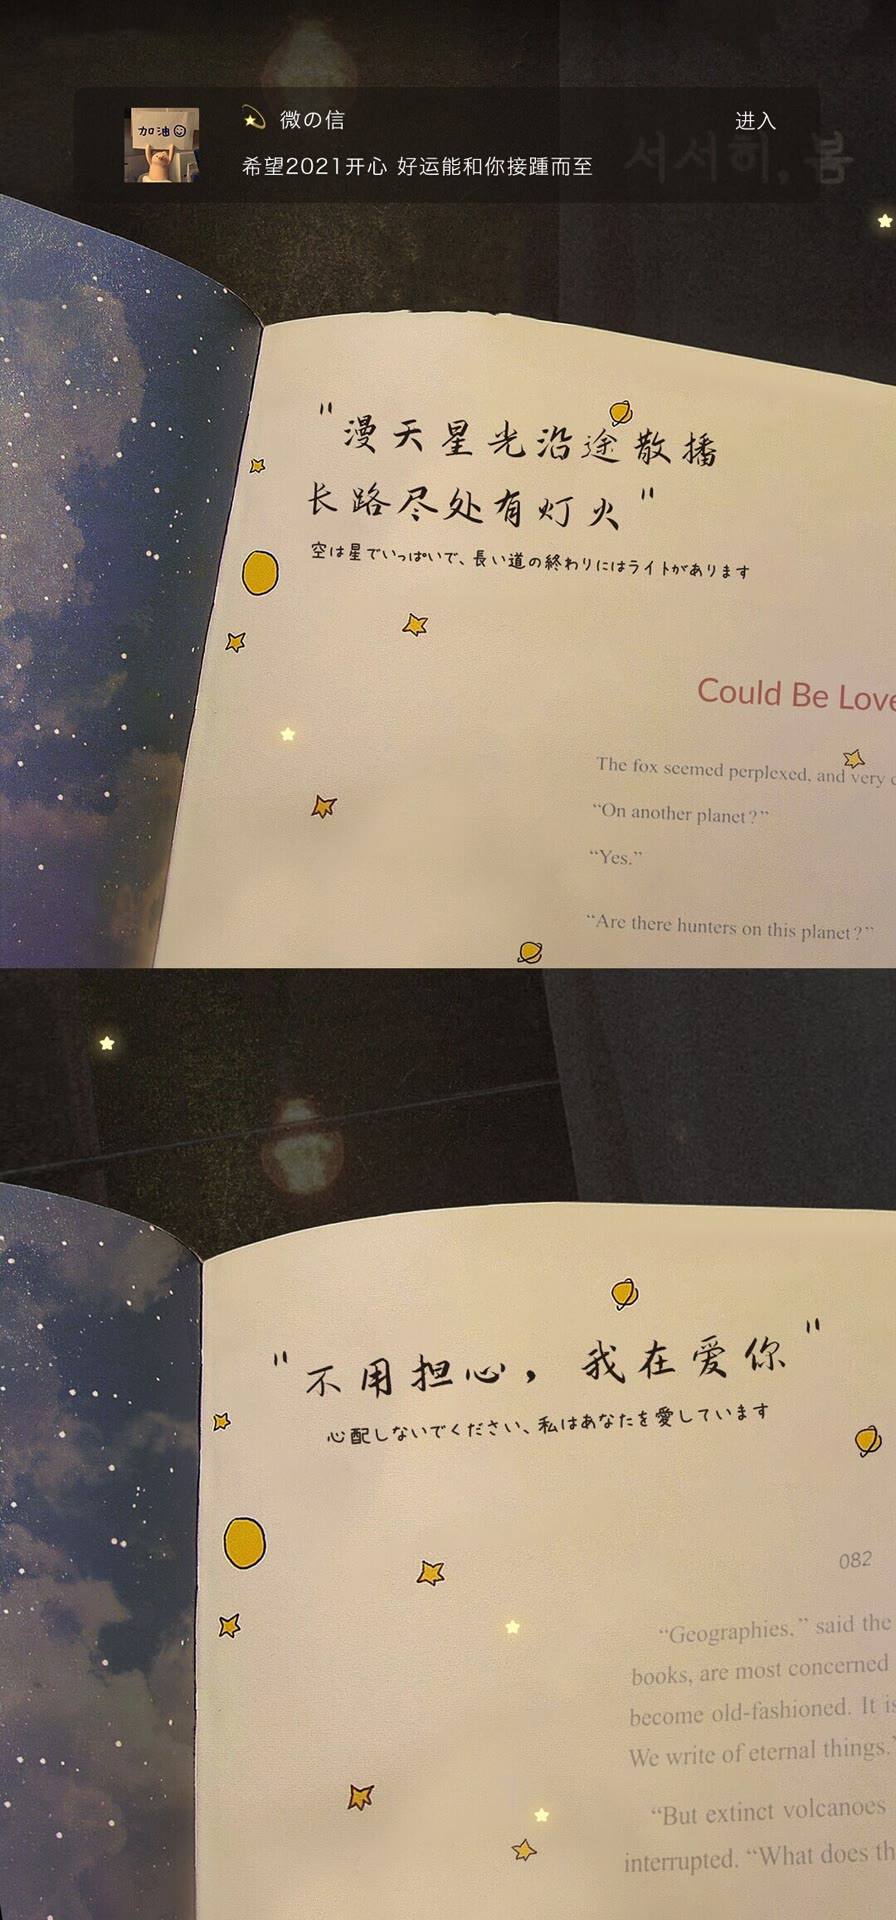 加油
微の信
进入
希望2021开心 好运能和你接踵而至
서서히, 봄
"漫天星光沿途散播
长路尽处有灯火"
空は星でいっぱいで、長い道の終わりにはライトがあります
Could Be Love
The fox seemed perplexed, and very c
“On another planet?”
“Yes.”
“Are there hunters on this planet?”
"不用担心，我在爱你"
心配しないでください、私はあなたを愛しています
082
“Geographies.” said the
books, are most concerned
become old-fashioned. It is
We write of eternal things.”
“But extinct volcanoes
interrupted. “What does th